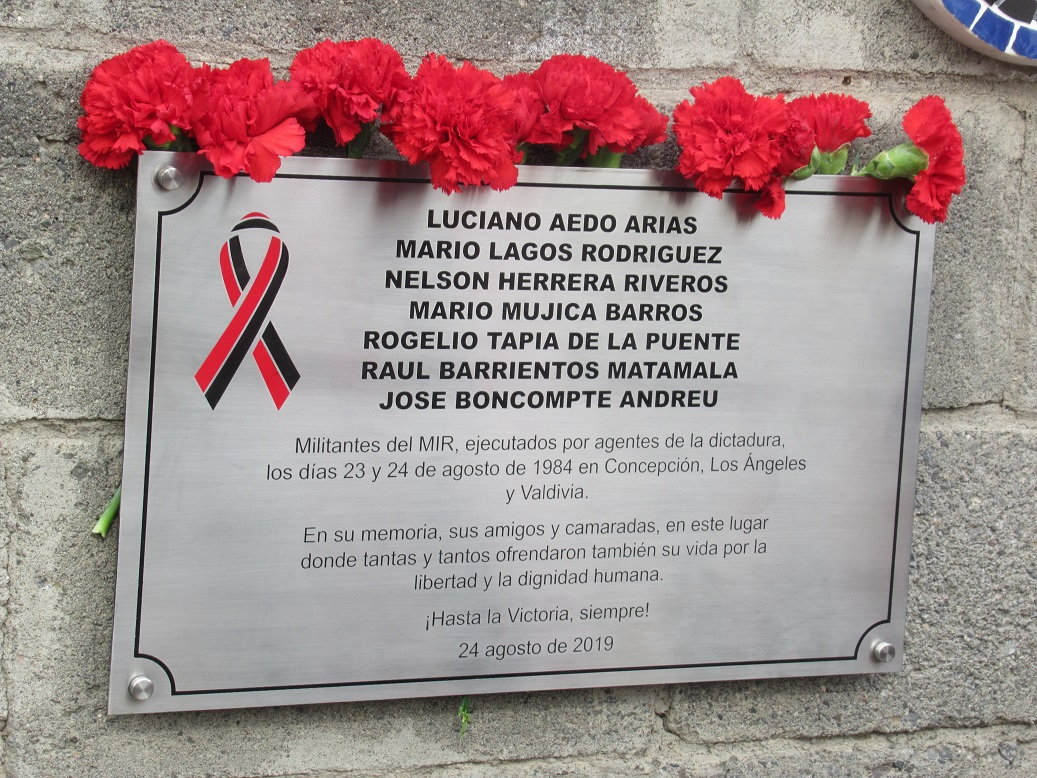 LUCIANO AEDO ARIAS
MARIO LAGOS RODRIGUEZ
NELSON HERRERA RIVEROS
MARIO MUJICA BARROS
ROGELIO TAPIA DE LA PUENTE
RAUL BARRIENTOS MATAMALA
JOSE BONCOMPTE ANDREU
Militantes del MIR, ejecutados por agentes de la dictadura,
los días 23 y 24 de agosto de 1984 en Concepción, Los Ángeles
y Valdivia.
En su memoria, sus amigos y camaradas, en este lugar
donde tantas y tantos ofrendaron también su vida por la
libertad y la dignidad humana.
¡Hasta la Victoria, siempre!
24 agosto de 2019